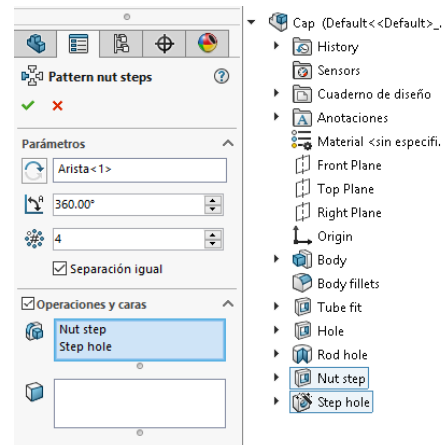 Pattern nut steps
Parámetros
Arista<1>
360.00°
4
Separación igual
Operaciones y caras
Nut step
Step hole
Cap (Default<<Default>_
History
Sensors
Cuaderno de diseño
Anotaciones
Material <sin especifi.
Front Plane
Top Plane
Right Plane
Origin
Body
Body fillets
Tube fit
Hole
Rod hole
Nut step
Step hole